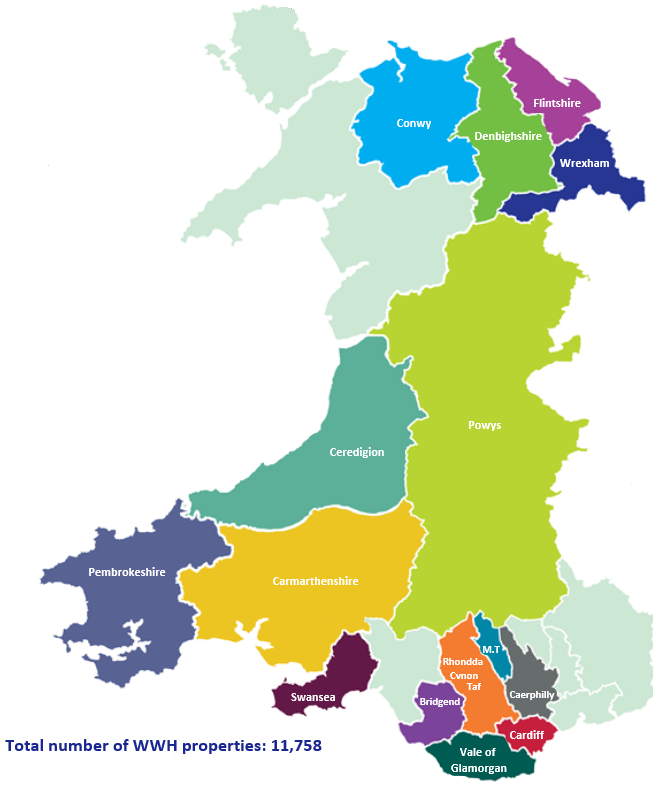 Conwy
Denbighshire
Flintshire
Wrexham
Powys
Ceredigion
Pembrokeshire
Carmarthenshire
Swansea
M.T
Rhondda
Cynon
Taf
Caerphilly
Bridgend
Cardiff
Vale of
Glamorgan
Total number of WWH properties: 11,758